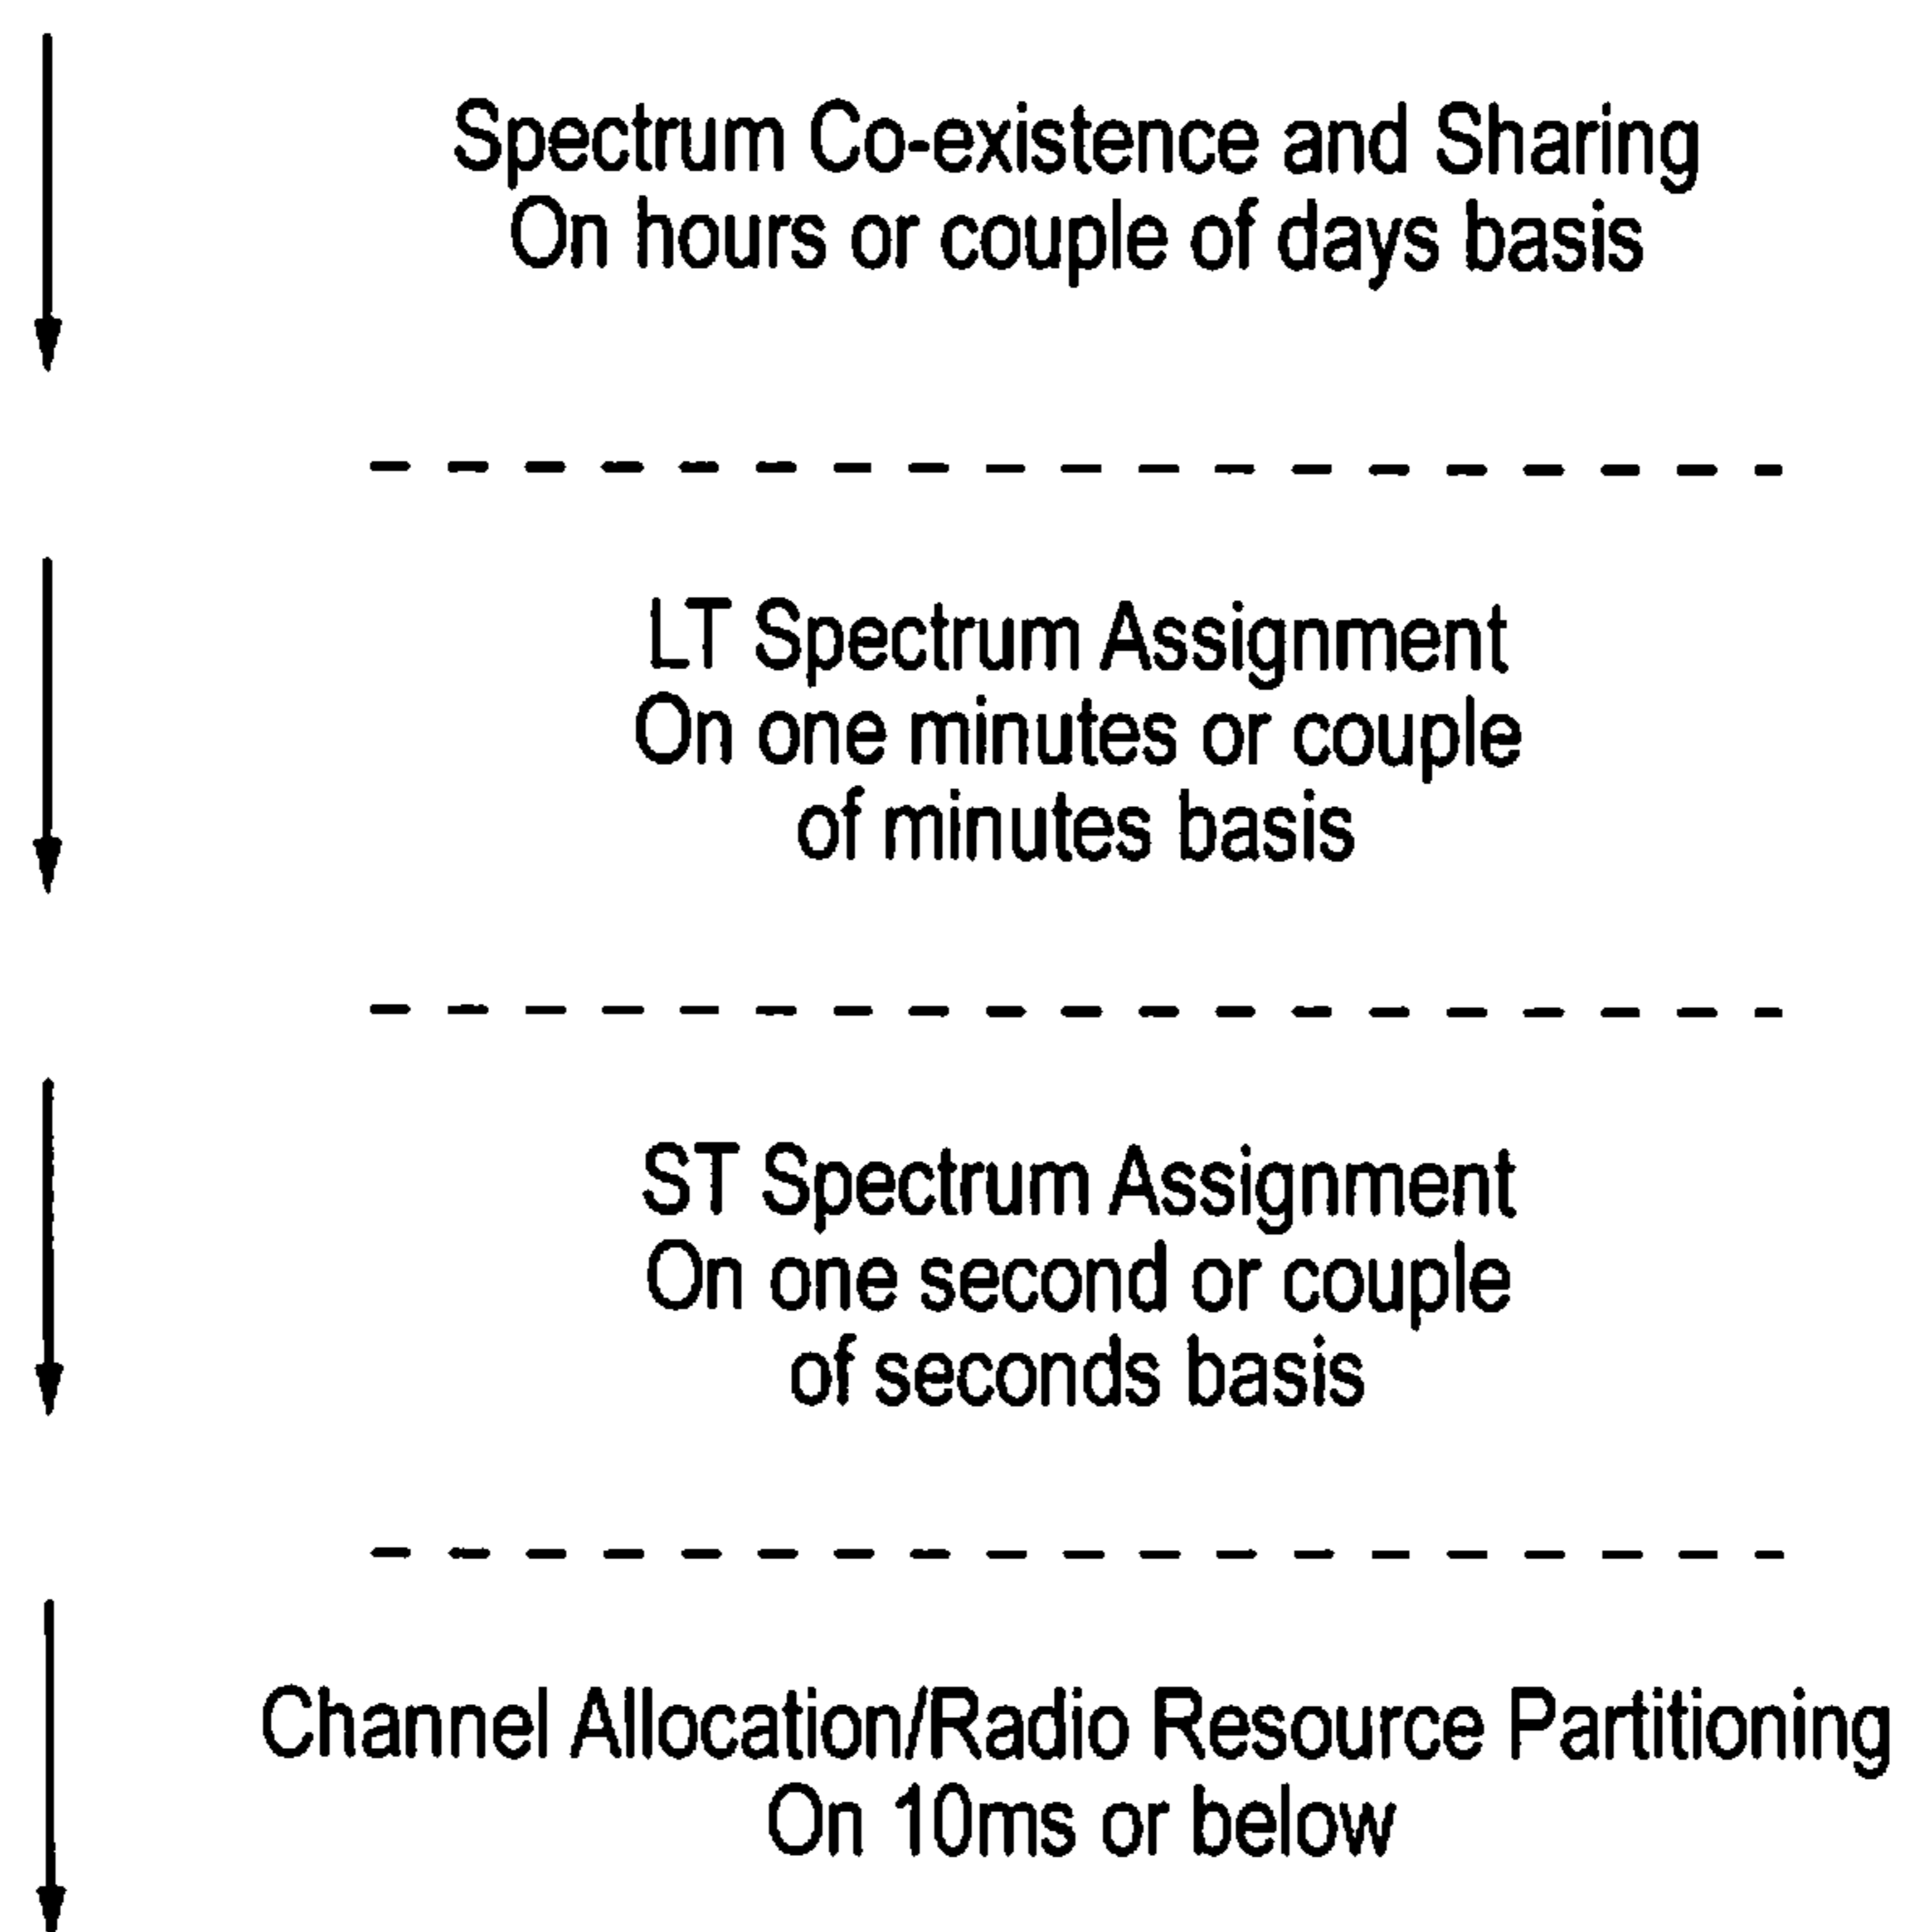 Spectrum Co-existence and Sharing
On hours or couple of days basis
LT Spectrum Assignment
On one minutes or couple
of minutes basis
ST Spectrum Assignment
On one second or couple
of seconds basis
Channel Allocation/Radio Resource Partitioning
On 10ms or below